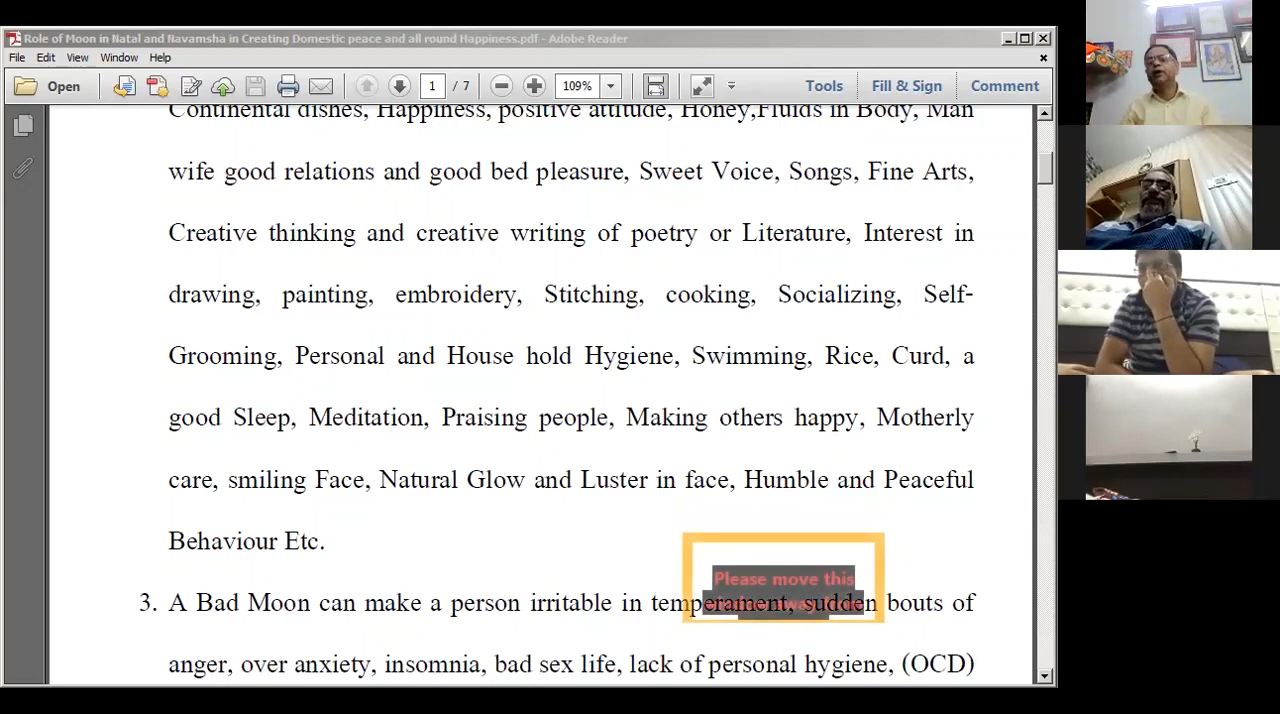 Role of Moon in Natal and Navamsha in Creating Domestic peace and all round Happiness.pdf - Adobe Reader
File Edit View Window Help
Open 1 / 7 109% Tools Fill & Sign Comment
Continental dishes, Happiness, positive attitude, Honey,Fluids in Body, Man
wife good relations and good bed pleasure, Sweet Voice, Songs, Fine Arts,
Creative thinking and creative writing of poetry or Literature, Interest in
drawing, painting, embroidery, Stitching, cooking, Socializing, Self-
Grooming, Personal and House hold Hygiene, Swimming, Rice, Curd, a
good Sleep, Meditation, Praising people, Making others happy, Motherly
care, smiling Face, Natural Glow and Luster in face, Humble and Peaceful
Behaviour Etc.
Please move this
3. A Bad Moon can make a person irritable in temperament, sudden bouts of
anger, over anxiety, insomnia, bad sex life, lack of personal hygiene, (OCD)